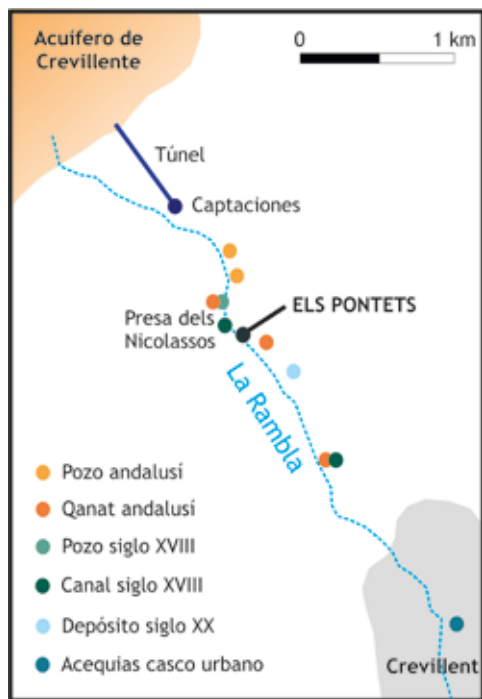 Acuífero de
Crevillente
0 1 km
Túnel
Captaciones
ELS PONTETS
Presa dels
Nicolassos
La Rambla
Pozo andalusí
Qanat andalusí
Pozo siglo XVIII
Canal siglo XVIII
Depósito siglo XX
Acequias casco urbano
Crevillent